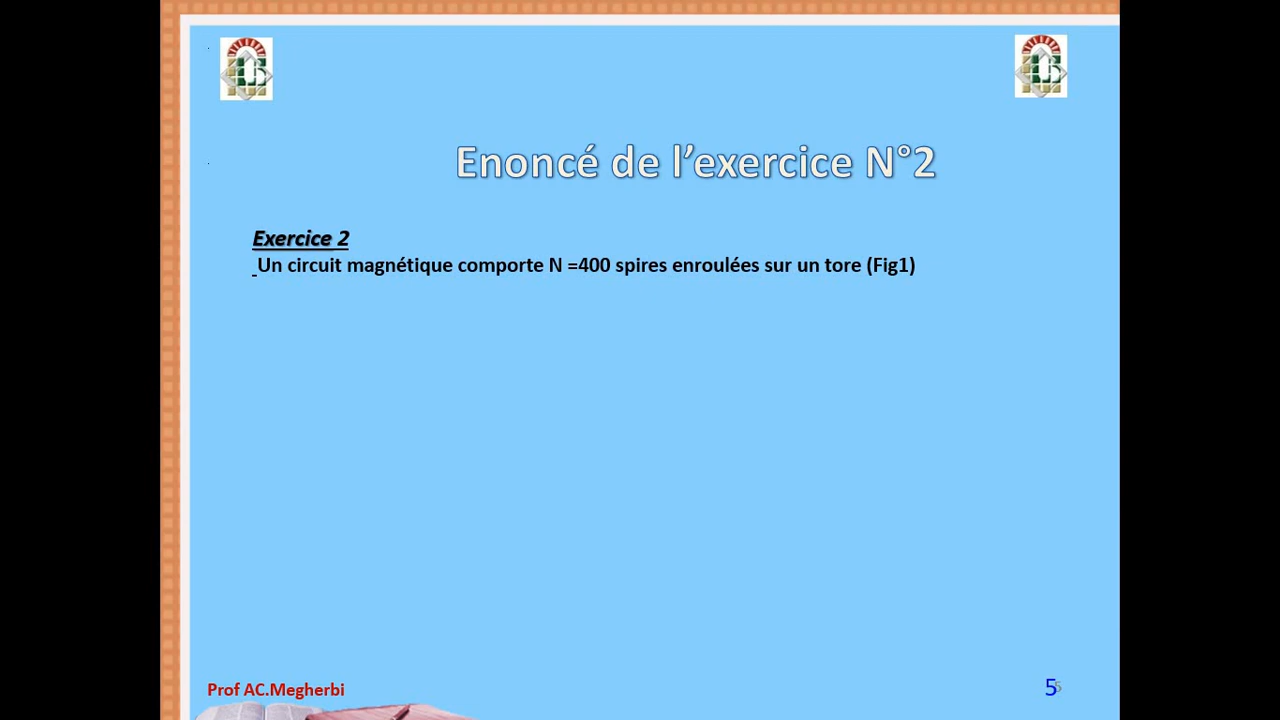 Enoncé de l'exercice N°2
Exercice 2
Un circuit magnétique comporte N =400 spires enroulées sur un tore (Fig1)
Prof AC.Megherbi
5